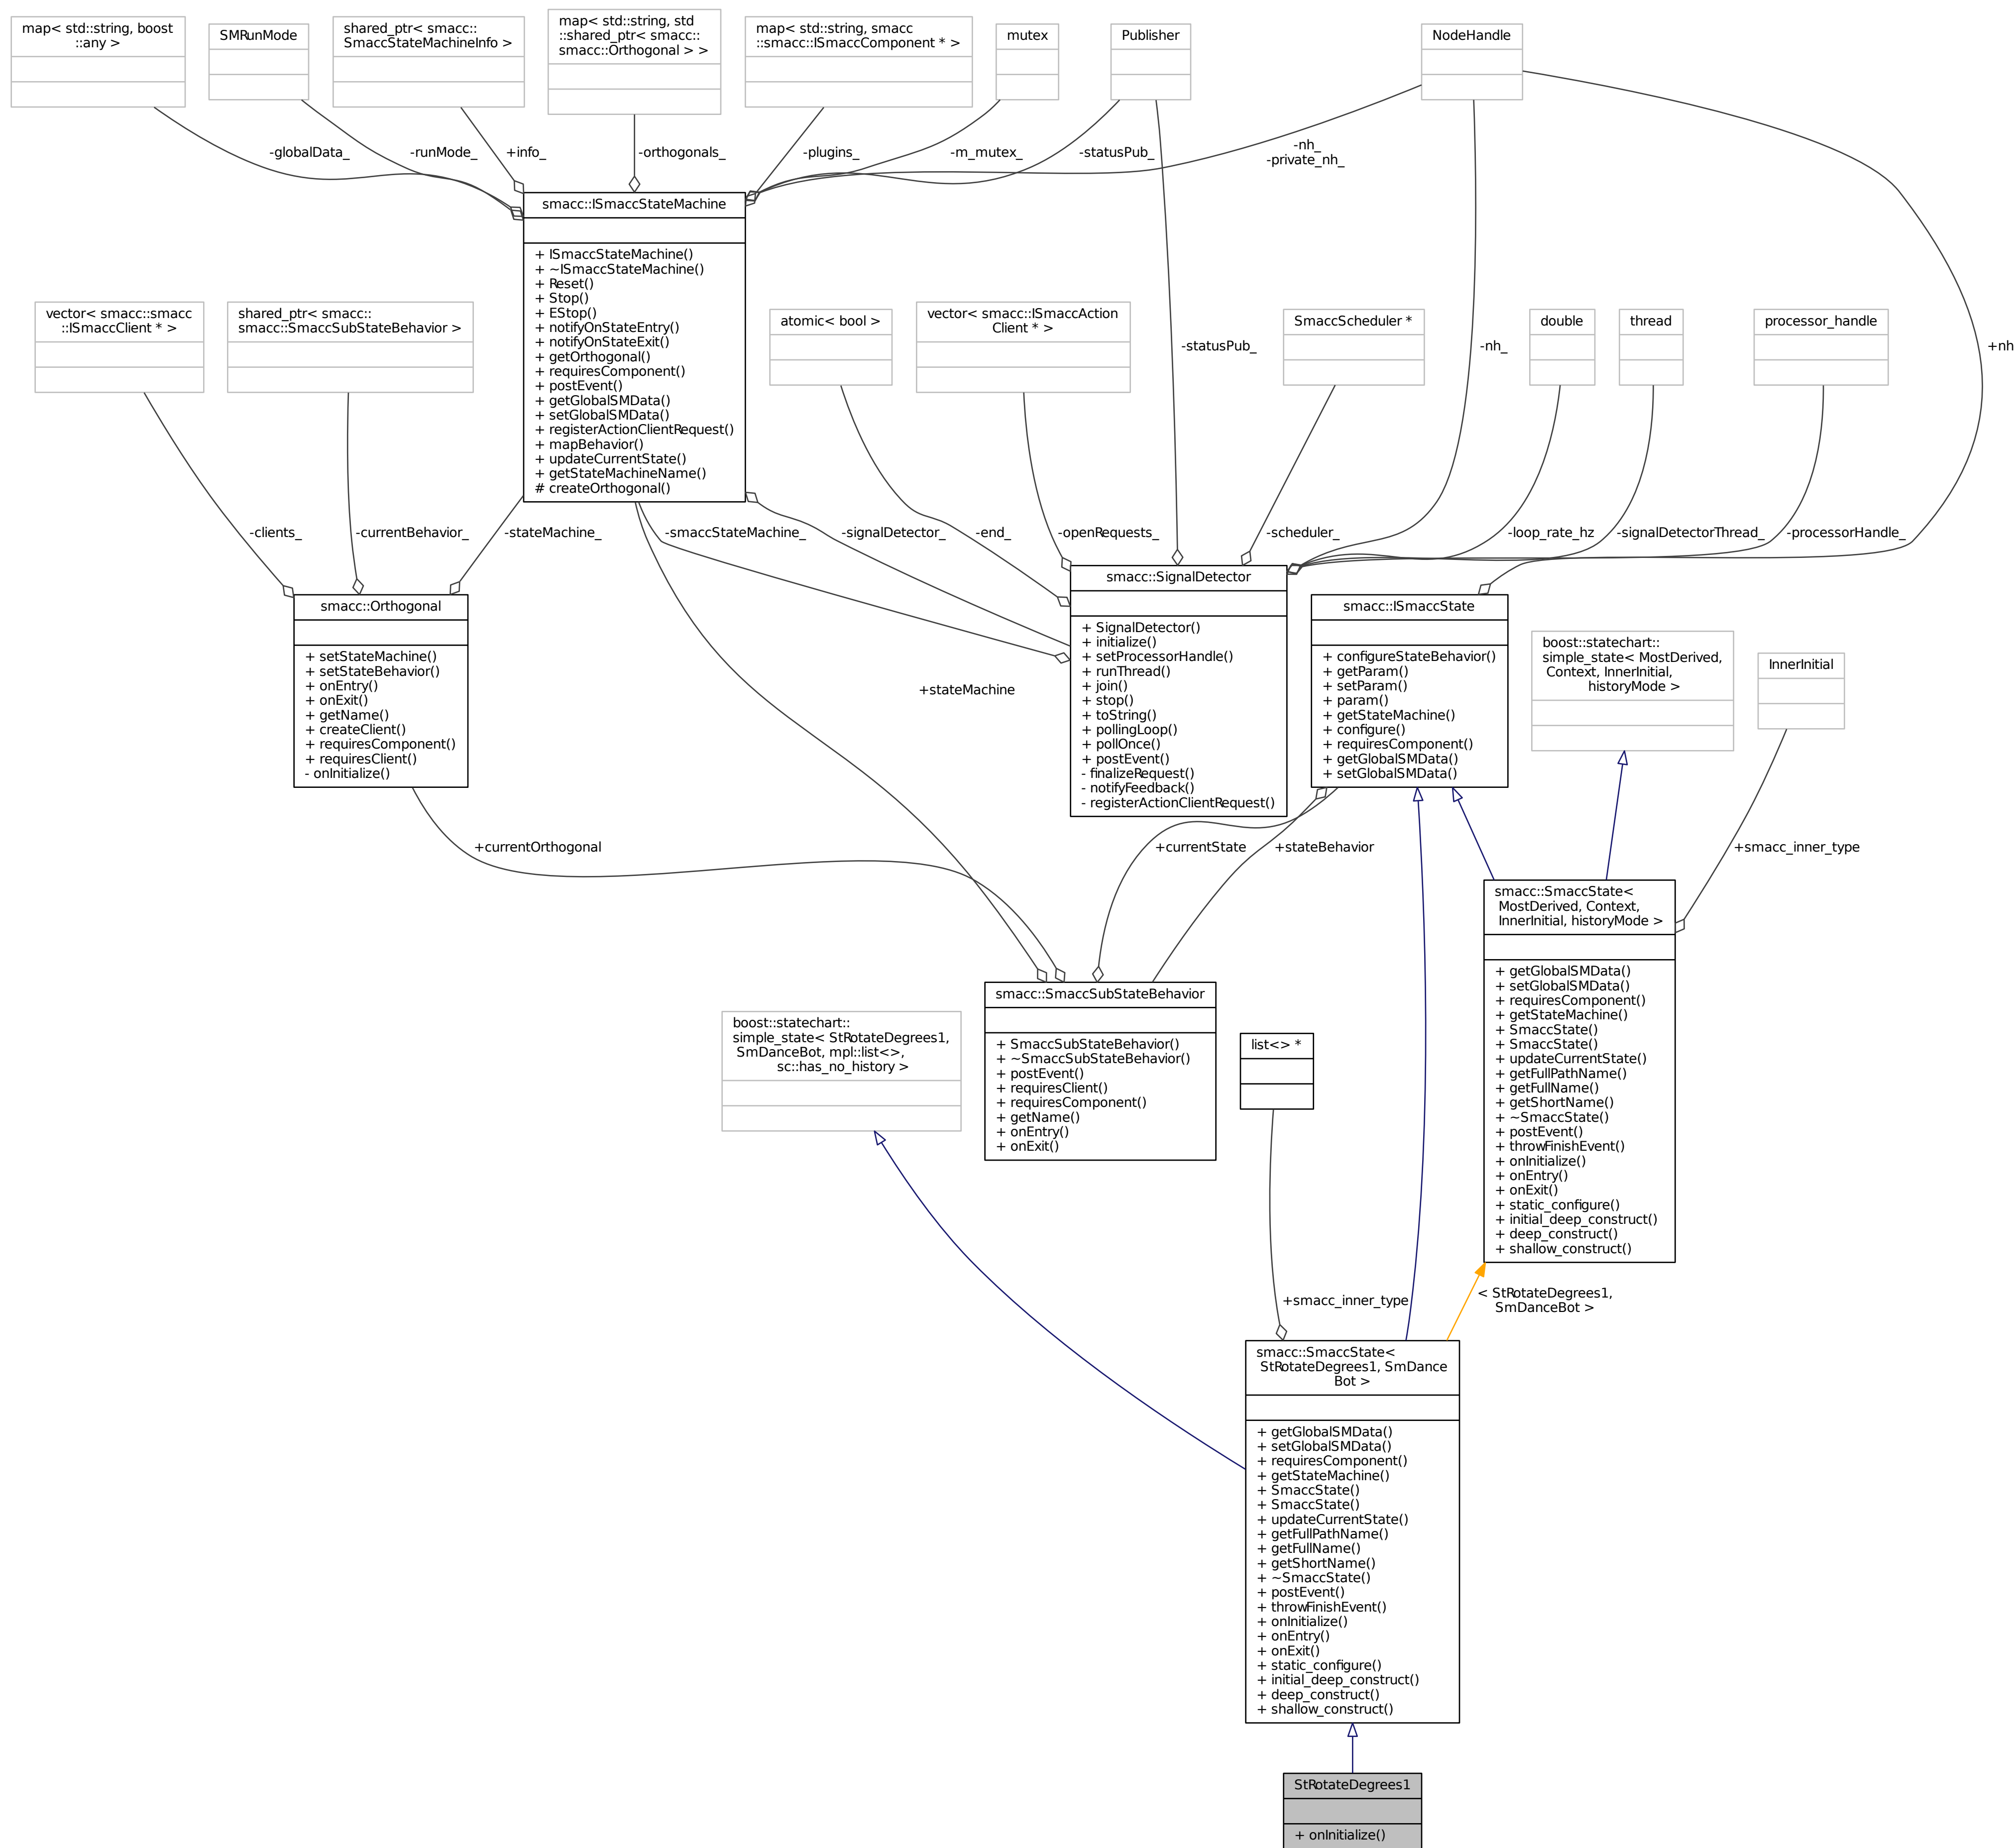 map< std::string, boost
::any >
SMRunMode
shared_ptr< smacc::
SmaccStateMachineInfo >
map< std::string, std
::shared_ptr< smacc::
smacc::Orthogonal > >
map< std::string, smacc
::smacc::ISmaccComponent * >
mutex
Publisher
NodeHandle
-globalData_
-runMode_
+info_
-orthogonals_
-plugins_
-m_mutex_
-statusPub_
-nh_
-private_nh_
smacc::ISmaccStateMachine
+ ISmaccStateMachine()
+ ~ISmaccStateMachine()
+ Reset()
+ Stop()
+ EStop()
+ notifyOnStateEntry()
+ notifyOnStateExit()
+ getOrthogonal()
+ requiresComponent()
+ postEvent()
+ getGlobalSMData()
+ setGlobalSMData()
+ registerActionClientRequest()
+ mapBehavior()
+ updateCurrentState()
+ getStateMachineName()
# createOrthogonal()
vector< smacc::smacc
::ISmaccClient * >
shared_ptr< smacc::
smacc::SmaccSubStateBehavior >
atomic< bool >
vector< smacc::ISmaccAction
Client * >
SmaccScheduler *
double
thread
processor_handle
-statusPub_
-nh_
+nh
-clients_
-currentBehavior_
-stateMachine_
-smaccStateMachine_
-signalDetector_
-end_
-openRequests_
-scheduler_
-loop_rate_hz
-signalDetectorThread_
-processorHandle_
smacc::Orthogonal
+ setStateMachine()
+ setStateBehavior()
+ onEntry()
+ onExit()
+ getName()
+ createClient()
+ requiresComponent()
+ requiresClient()
- onInitialize()
smacc::SignalDetector
+ SignalDetector()
+ initialize()
+ setProcessorHandle()
+ runThread()
+ join()
+ stop()
+ toString()
+ pollingLoop()
+ pollOnce()
+ postEvent()
- finalizeRequest()
- notifyFeedback()
- registerActionClientRequest()
smacc::ISmaccState
+ configureStateBehavior()
+ getParam()
+ setParam()
+ param()
+ getStateMachine()
+ configure()
+ requiresComponent()
+ getGlobalSMData()
+ setGlobalSMData()
boost::statechart::
simple_state< MostDerived,
Context, InnerInitial,
historyMode >
InnerInitial
+stateMachine
+currentOrthogonal
+currentState
+stateBehavior
+smacc_inner_type
smacc::SmaccState<
MostDerived, Context,
InnerInitial, historyMode >
+ getGlobalSMData()
+ setGlobalSMData()
+ requiresComponent()
+ getStateMachine()
+ SmaccState()
+ SmaccState()
+ updateCurrentState()
+ getFullPathName()
+ getFullName()
+ getShortName()
+ ~SmaccState()
+ postEvent()
+ throwFinishEvent()
+ onInitialize()
+ onEntry()
+ onExit()
+ static_configure()
+ initial_deep_construct()
+ deep_construct()
+ shallow_construct()
smacc::SmaccSubStateBehavior
+ SmaccSubStateBehavior()
+ ~SmaccSubStateBehavior()
+ postEvent()
+ requiresClient()
+ requiresComponent()
+ getName()
+ onEntry()
+ onExit()
boost::statechart::
simple_state< StRotateDegrees1,
SmDanceBot, mpl::list<>,
sc::has_no_history >
list<> *
+smacc_inner_type
< StRotateDegrees1,
SmDanceBot >
smacc::SmaccState<
StRotateDegrees1, SmDance
Bot >
+ getGlobalSMData()
+ setGlobalSMData()
+ requiresComponent()
+ getStateMachine()
+ SmaccState()
+ SmaccState()
+ updateCurrentState()
+ getFullPathName()
+ getFullName()
+ getShortName()
+ ~SmaccState()
+ postEvent()
+ throwFinishEvent()
+ onInitialize()
+ onEntry()
+ onExit()
+ static_configure()
+ initial_deep_construct()
+ deep_construct()
+ shallow_construct()
StRotateDegrees1
+ onInitialize()